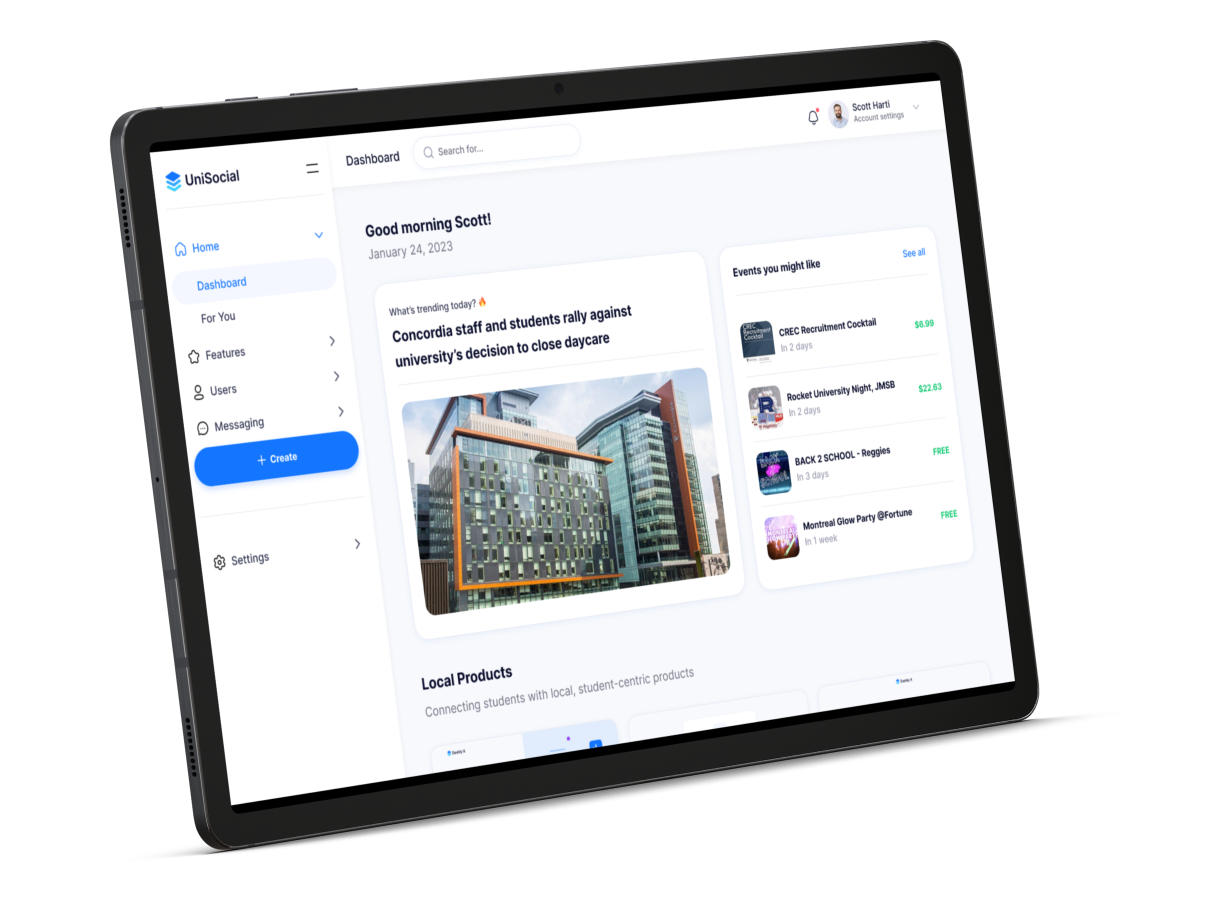 UniSocial
Home
Dashboard
For You
Features
Users
Messaging
+ Create
Settings
Dashboard
Search for...
Scott Harti
Account settings
Good morning Scott!
January 24, 2023
What's trending today? 🔥
Concordia staff and students rally against
university's decision to close daycare
Events you might like
See all
CREC
Recruitment
Cocktail
CREC Recruitment Cocktail
In 2 days
$6.99
R
Rocket University Night, JMSB
In 2 days
$22.63
BACK 2 SCHOOL - Reggies
In 3 days
FREE
Montreal Glow Party @Fortune
In 1 week
FREE
Local Products
Connecting students with local, student-centric products